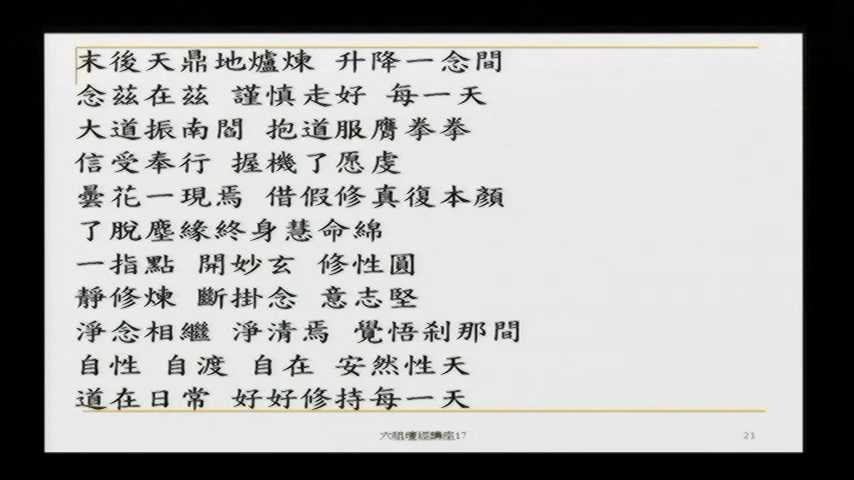 末後天鼎地爐煉 升降一念間
念茲在茲 謹慎走好 每一天
大道振南閻 抱道服膺拳拳
信受奉行 握機了愿虔
曇花一現焉 借假修真復本顏
了脫塵緣終身慧命綿
一指點 開妙玄 修性圓
靜修煉 斷掛念 意志堅
淨念相繼 淨清焉 覺悟剎那間
自性 自渡 自在 安然性天
道在日常 好好修持每一天
六祖壇經講座17
21